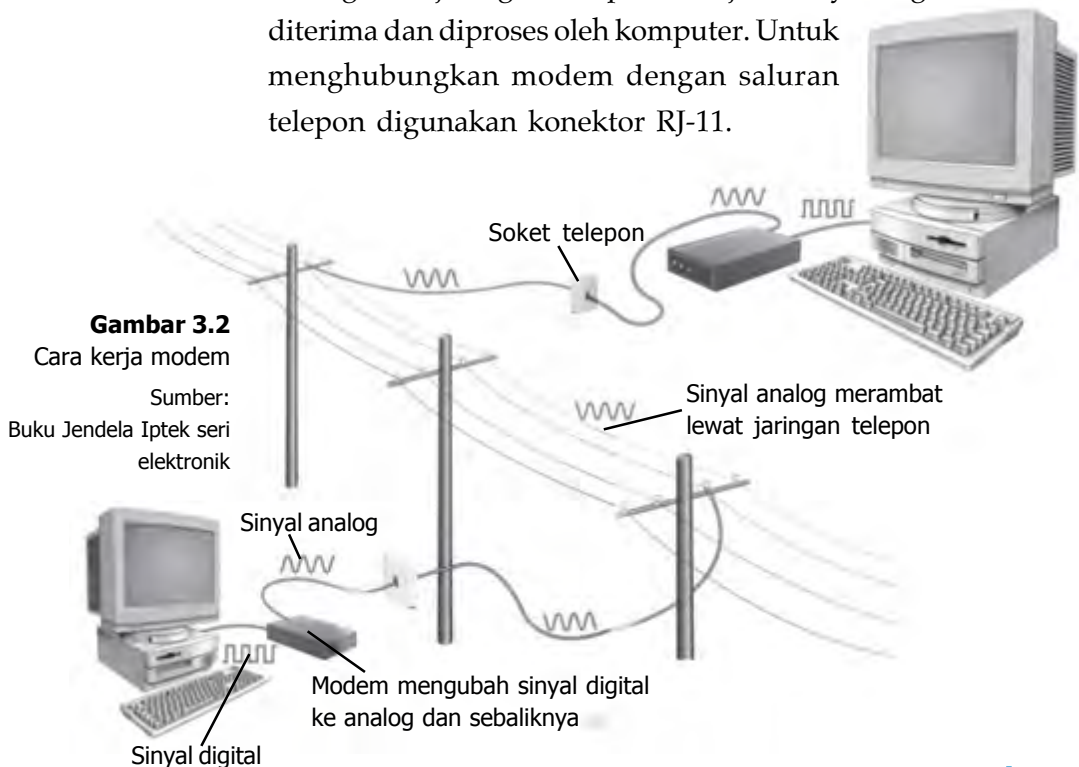 diterima dan diproses oleh komputer. Untuk
menghubungkan modem dengan saluran
telepon digunakan konektor RJ-11.
Soket telepon
Gambar 3.2
Cara kerja modem
Sumber:
Buku Jendela Iptek seri
elektronik
Sinyal analog merambat
lewat jaringan telepon
Sinyal analog
Modem mengubah sinyal digital
ke analog dan sebaliknya
Sinyal digital